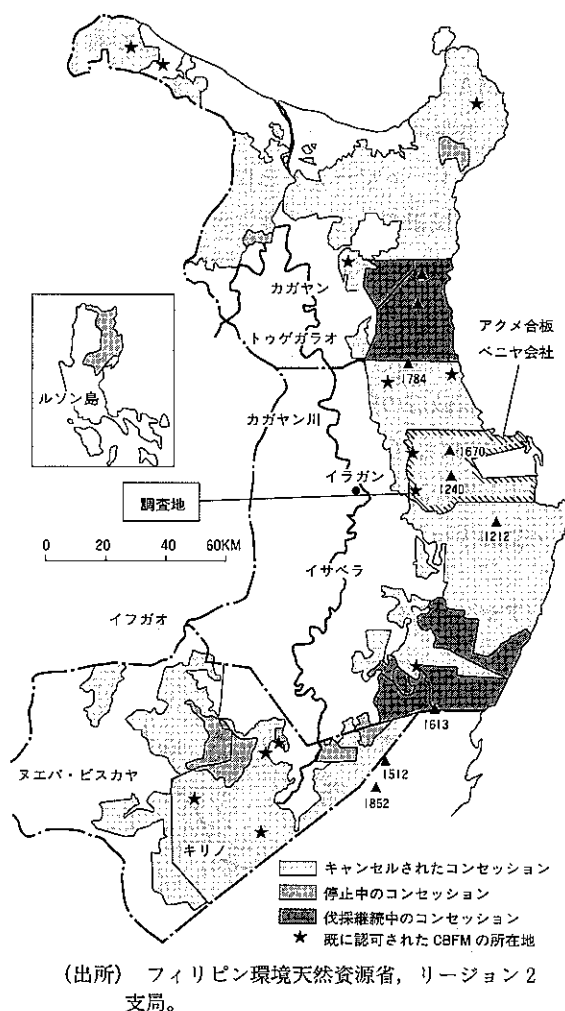 カガヤン
トゥゲガラオ
アクメ合板
ベニヤ会社
1784
ルソン島
カガヤン川
1670
イラガン
1240
調査地
1212
0 20 40 60KM
イサベラ
イフガオ
1613
ヌエバ・ビスカヤ
1512
1852
キリノ
キャンセルされたコンセッション
停止中のコンセッション
伐採継続中のコンセッション
★ 既に認可されたCBFMの所在地
(出所) フィリピン環境天然資源省,リージョン2
支局。